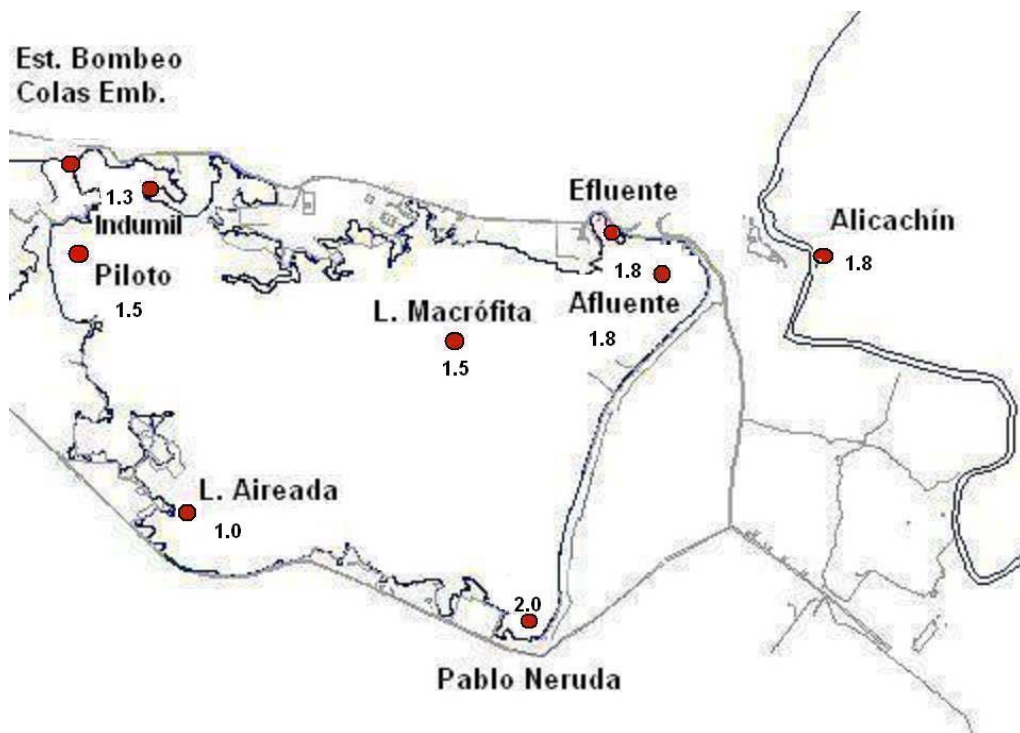 Est. Bombeo
Colas Emb.
1.3
Indumil
Piloto
1.5
Efluente
1.8
Afluente
1.8
Alicachín
1.8
L. Macrófita
1.5
L. Aireada
1.0
2.0
Pablo Neruda